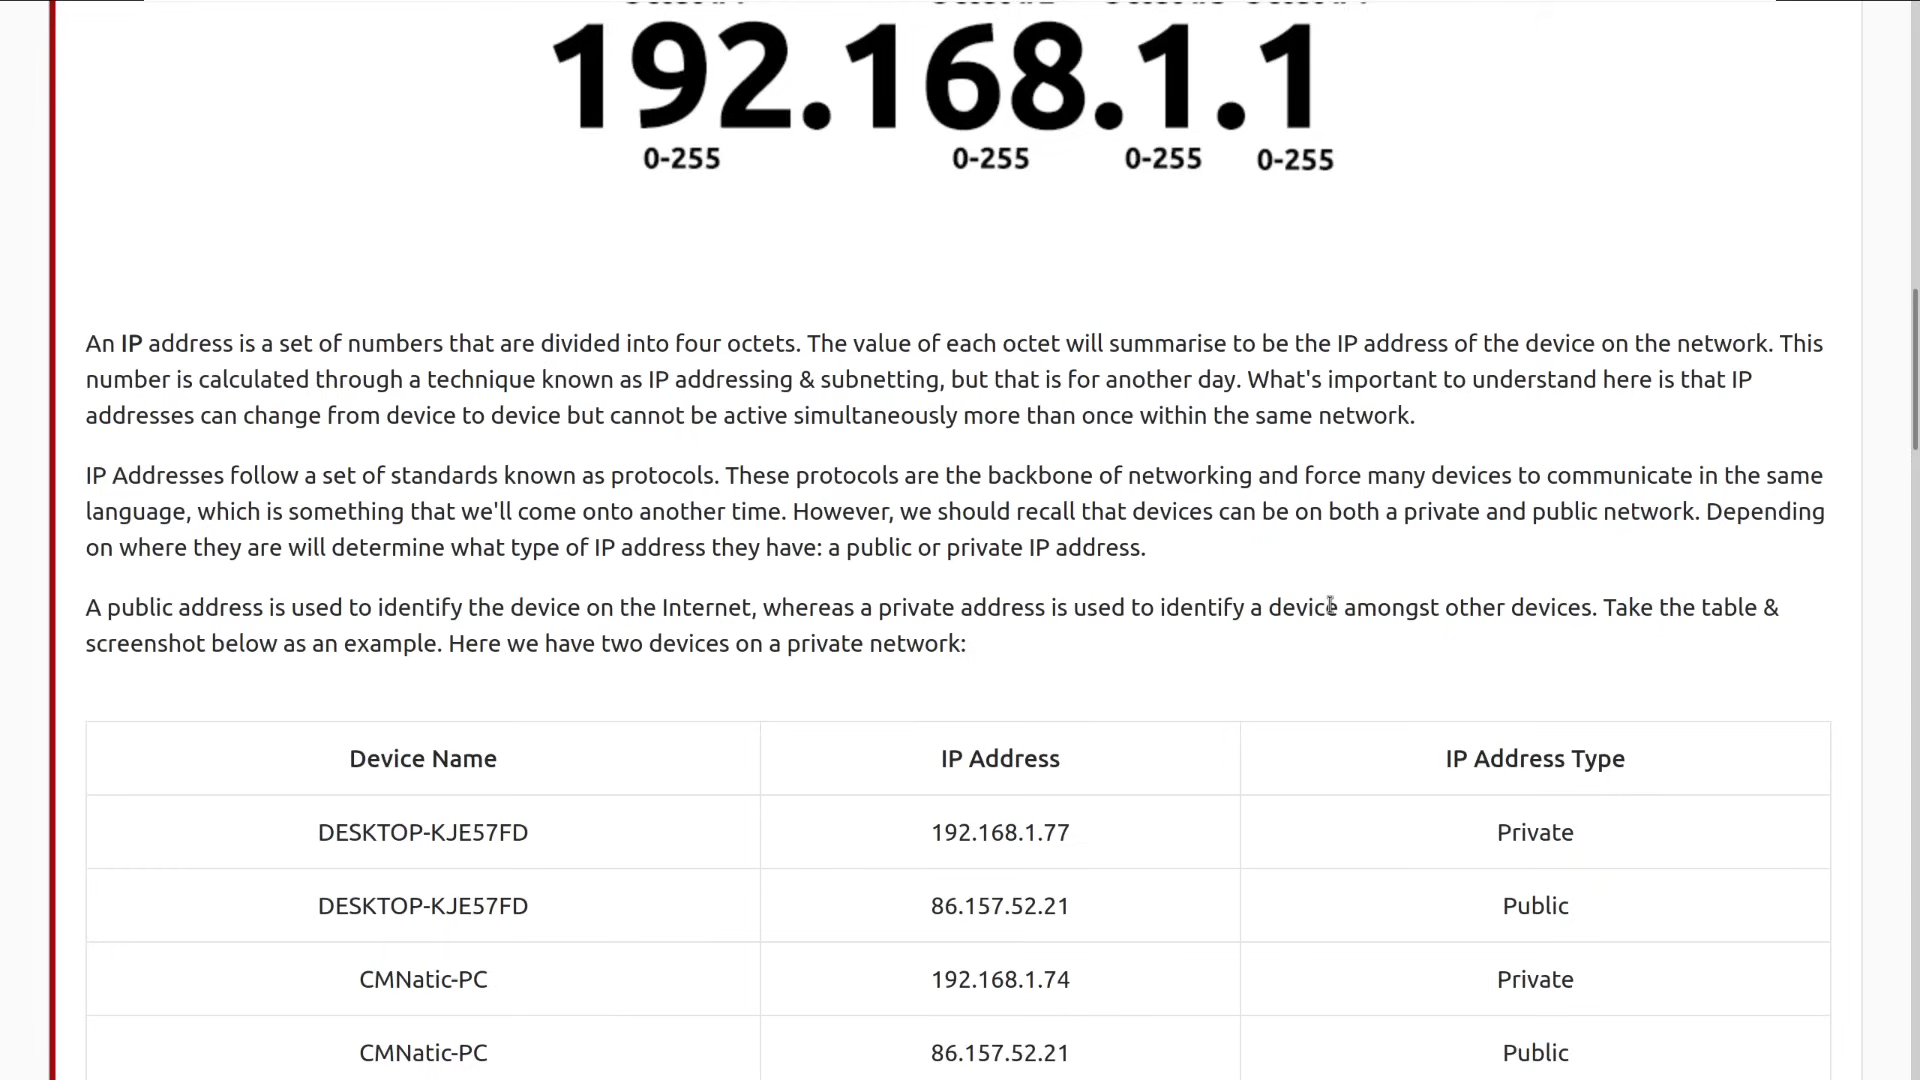 192.168.1.1
0-255 0-255 0-255 0-255
An IP address is a set of numbers that are divided into four octets. The value of each octet will summarise to be the IP address of the device on the network. This
number is calculated through a technique known as IP addressing & subnetting, but that is for another day. What's important to understand here is that IP
addresses can change from device to device but cannot be active simultaneously more than once within the same network.
IP Addresses follow a set of standards known as protocols. These protocols are the backbone of networking and force many devices to communicate in the same
language, which is something that we'll come onto another time. However, we should recall that devices can be on both a private and public network. Depending
on where they are will determine what type of IP address they have: a public or private IP address.
A public address is used to identify the device on the Internet, whereas a private address is used to identify a device amongst other devices. Take the table &
screenshot below as an example. Here we have two devices on a private network:
Device Name IP Address IP Address Type
DESKTOP-KJE57FD 192.168.1.77 Private
DESKTOP-KJE57FD 86.157.52.21 Public
CMNatic-PC 192.168.1.74 Private
CMNatic-PC 86.157.52.21 Public